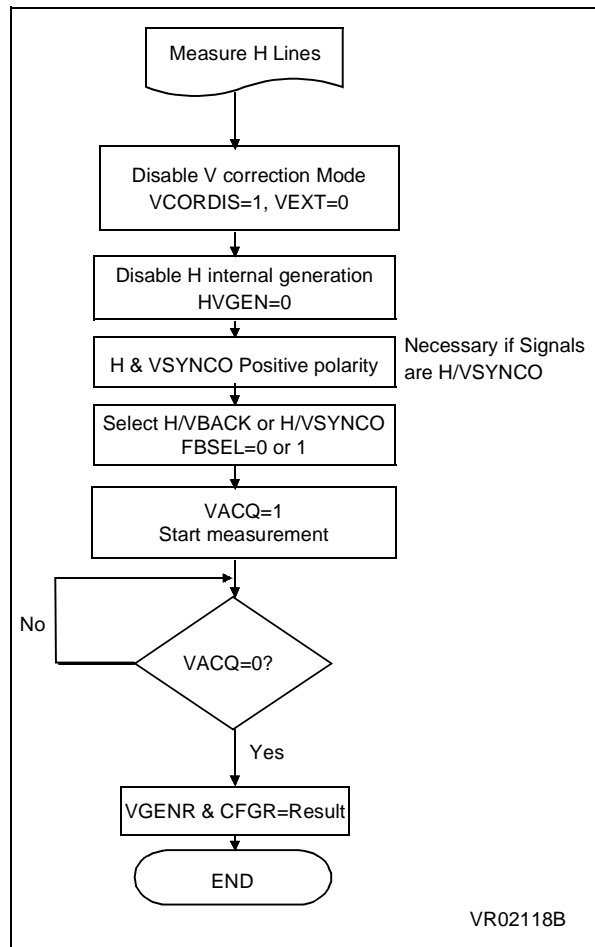 Measure H Lines
Disable V correction Mode
VCORDIS=1, VEXT=0
Disable H internal generation
HVGEN=0
H & VSYNCO Positive polarity
Necessary if Signals
are H/VSYNCO
Select H/VBACK or H/VSYNCO
FBSEL=0 or 1
VACQ=1
Start measurement
No
VACQ=0?
Yes
VGENR & CFGR=Result
END
VR02118B